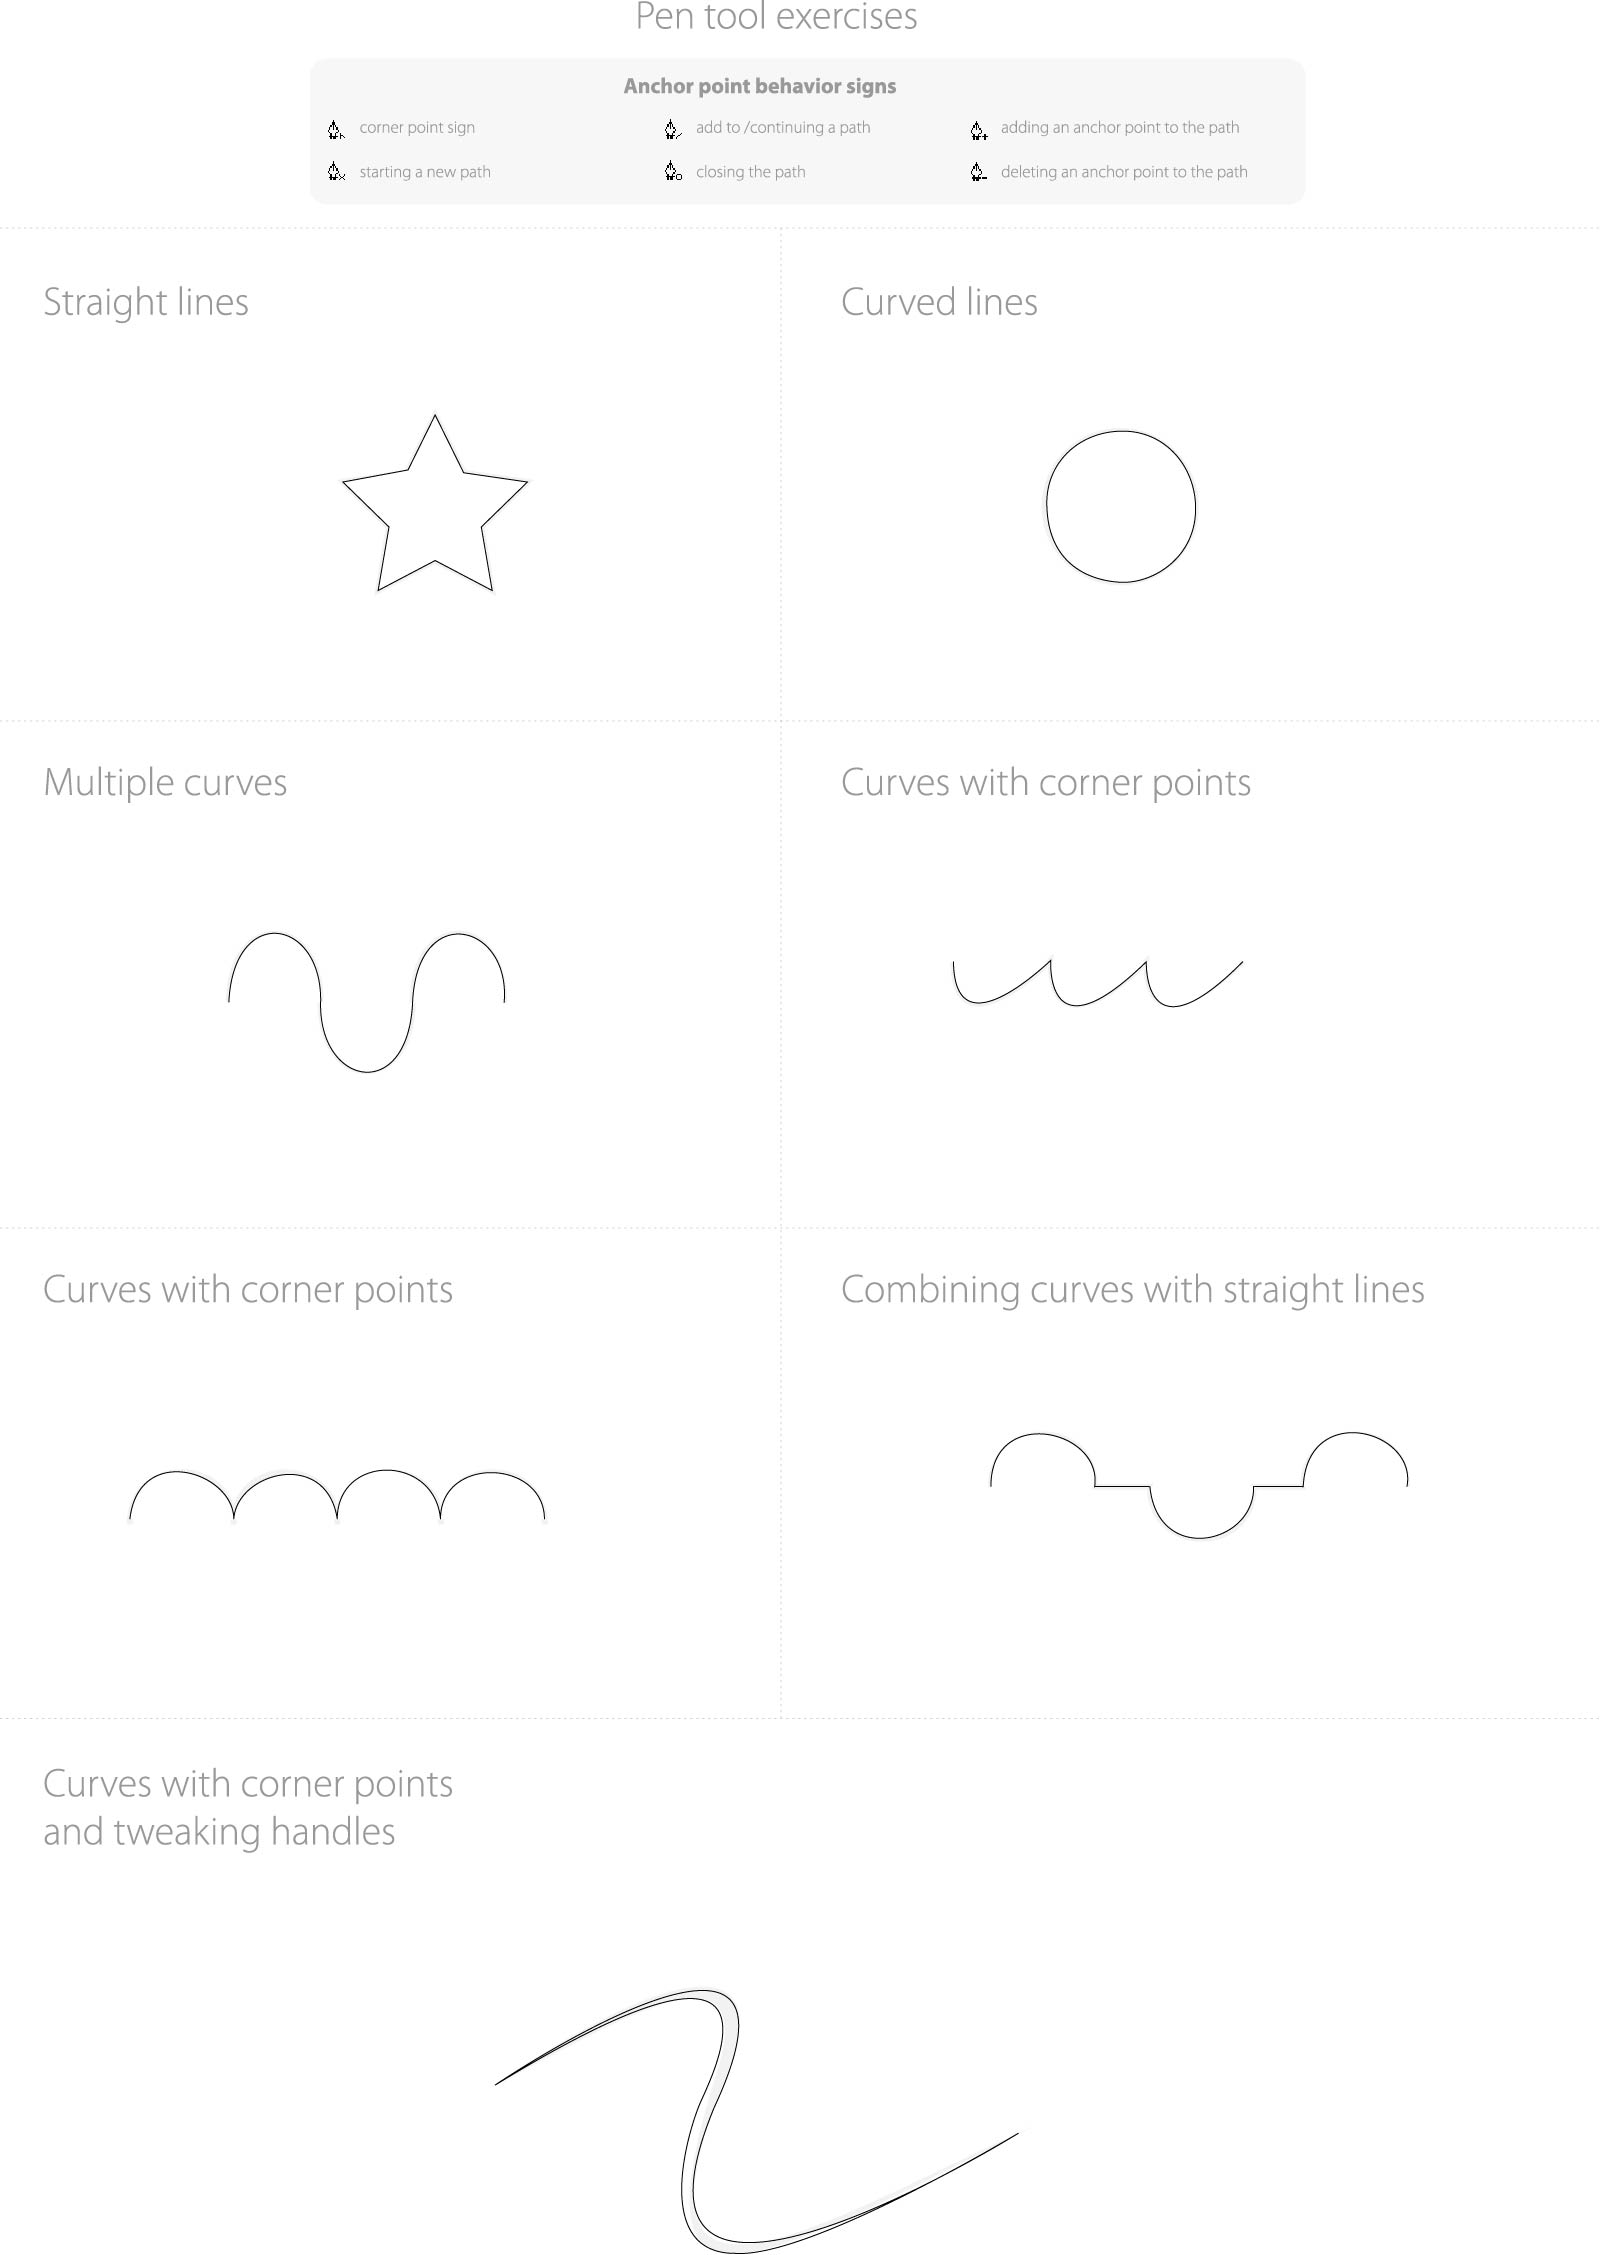 Pen tool exercises
Anchor point behavior signs
corner point sign
add to /continuing a path
adding an anchor point to the path
starting a new path
closing the path
deleting an anchor point to the path
Straight lines
Curved lines
Multiple curves
Curves with corner points
Curves with corner points
Combining curves with straight lines
Curves with corner points
and tweaking handles